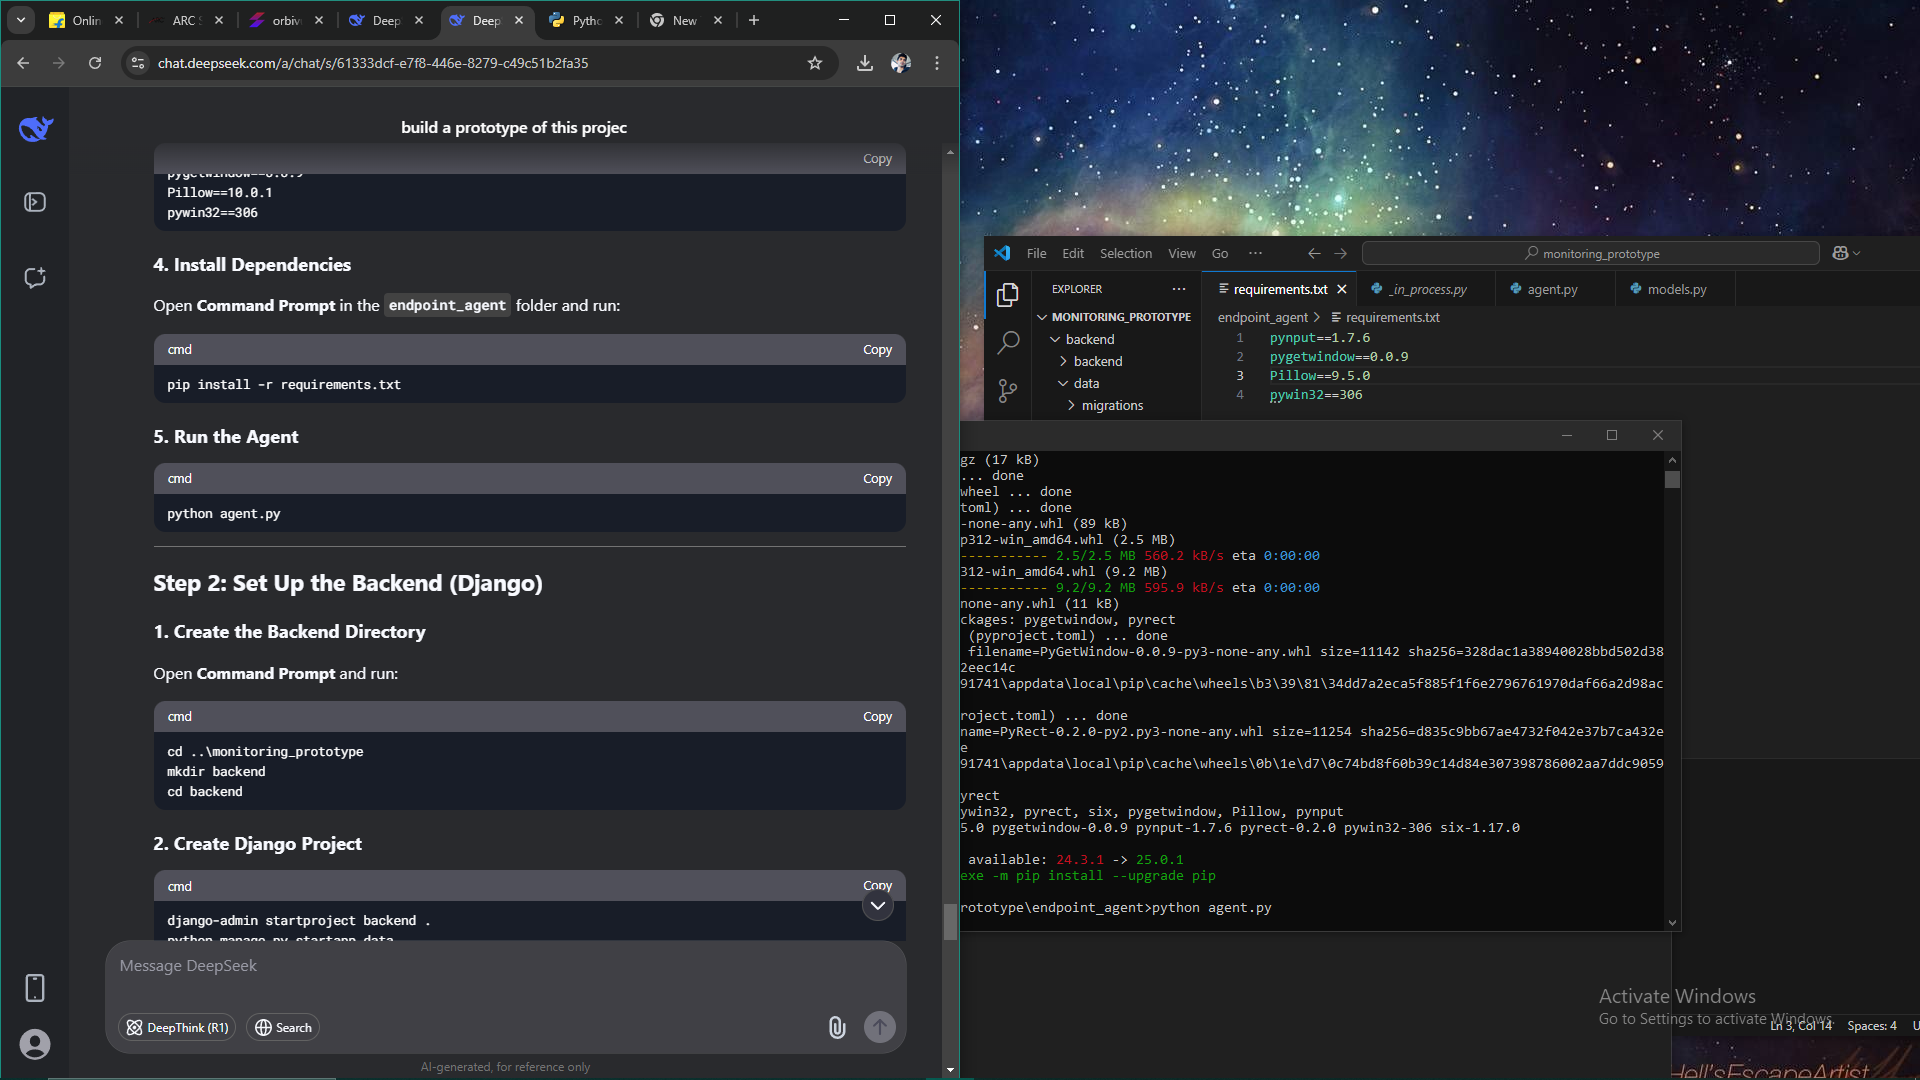 Onlin
ARC S
orbiv
Deep
Deep
Pytho
New
chat.deepseek.com/a/chat/s/61333dcf-e7f8-446e-8279-c49c51b2fa35
build a prototype of this projec
Copy
pygetwindow==0.0.9
Pillow==10.0.1
pywin32==306
4. Install Dependencies
Open Command Prompt in the endpoint_agent folder and run:
cmd
Copy
pip install -r requirements.txt
5. Run the Agent
cmd
Copy
python agent.py
Step 2: Set Up the Backend (Django)
1. Create the Backend Directory
Open Command Prompt and run:
cmd
Copy
cd ..\monitoring_prototype
mkdir backend
cd backend
2. Create Django Project
cmd
Copy
django-admin startproject backend .
python manage.py startapp data
Message DeepSeek
DeepThink (R1)
Search
AI-generated, for reference only
File Edit Selection View Go ...
monitoring_prototype
EXPLORER
requirements.txt
_in_process.py
agent.py
models.py
MONITORING_PROTOTYPE
backend
backend
data
migrations
endpoint_agent > requirements.txt
1 pynput==1.7.6
2 pygetwindow==0.0.9
3 Pillow==9.5.0
4 pywin32==306
gz (17 kB)
... done
wheel ... done
toml) ... done
-none-any.whl (89 kB)
p312-win_amd64.whl (2.5 MB)
----------- 2.5/2.5 MB 560.2 kB/s eta 0:00:00
312-win_amd64.whl (9.2 MB)
----------- 9.2/9.2 MB 595.9 kB/s eta 0:00:00
none-any.whl (11 kB)
ckages: pygetwindow, pyrect
(pyproject.toml) ... done
filename=PyGetWindow-0.0.9-py3-none-any.whl size=11142 sha256=328dac1a38940028bbd502d38
2eec14c
91741\appdata\local\pip\cache\wheels\b3\39\81\34dd7a2eca5f885f1f6e2796761970daf66a2d98ac
roject.toml) ... done
name=PyRect-0.2.0-py2.py3-none-any.whl size=11254 sha256=d835c9bb67ae4732f042e37b7ca432e
e
91741\appdata\local\pip\cache\wheels\0b\1e\d7\0c74bd8f60b39c14d84e307398786002aa7ddc9059
yrect
ywin32, pyrect, six, pygetwindow, Pillow, pynput
5.0 pygetwindow-0.0.9 pynput-1.7.6 pyrect-0.2.0 pywin32-306 six-1.17.0
available: 24.3.1 -> 25.0.1
exe -m pip install --upgrade pip
rototype\endpoint_agent>python agent.py
Activate Windows
Go to Settings to activate Windows.
Ln 3, Col 14 Spaces: 4 U
Hell'sEscapeArtist